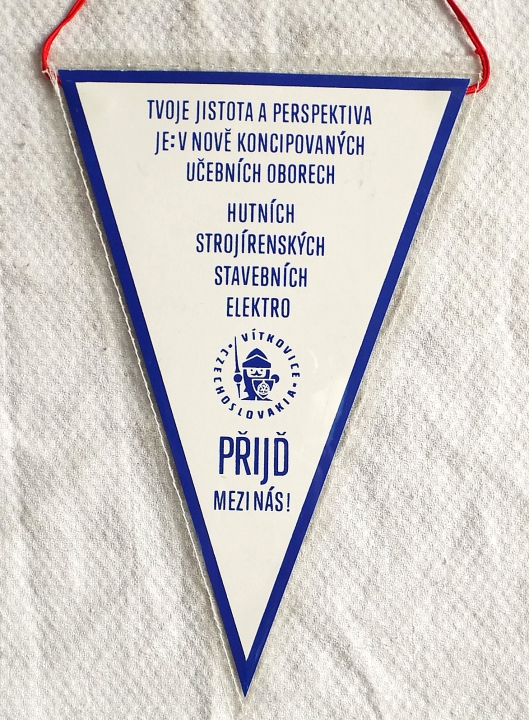 TVOJE JISTOTA A PERSPEKTIVA
JE: V NOVĚ KONCIPOVANÝCH
UČEBNÍCH OBORECH
HUTNÍCH
STROJÍRENSKÝCH
STAVEBNÍCH
ELEKTRO
VÍTKOVICE
CZECHOSLOVAKIA
PŘIJĎ
MEZI NÁS!